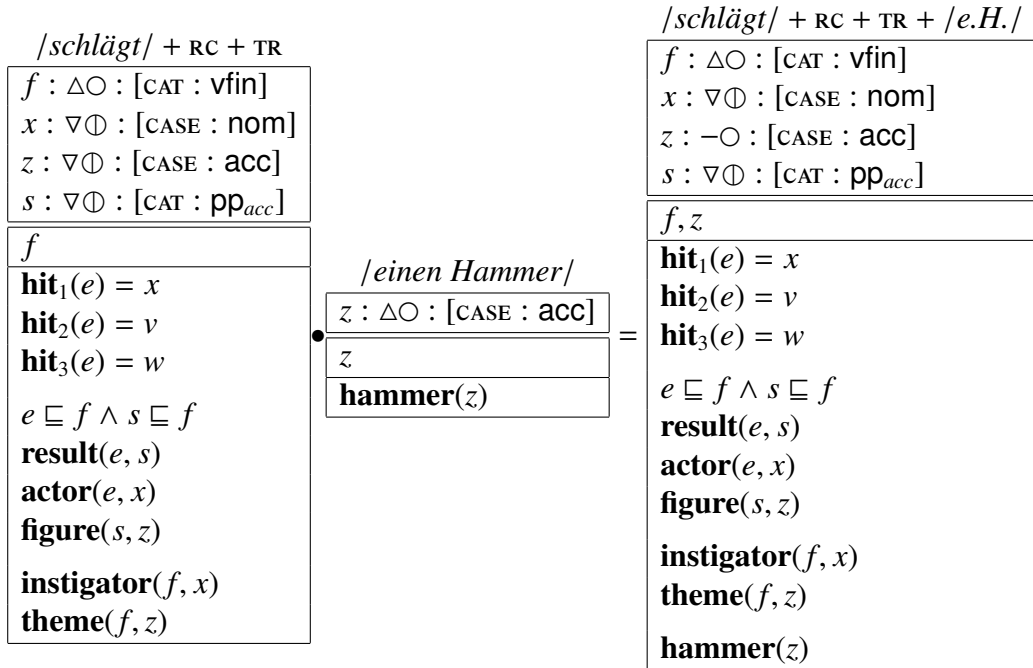 /schlägt/ + RC + TR
f : △○ : [CAT : vfin]
x : ▽⦶ : [CASE : nom]
z : ▽⦶ : [CASE : acc]
s : ▽⦶ : [CAT : pp_acc]
f
hit₁(e) = x
hit₂(e) = v
hit₃(e) = w
e ⊑ f ∧ s ⊑ f
result(e, s)
actor(e, x)
figure(s, z)
instigator(f, x)
theme(f, z)
•
/einen Hammer/
z : △○ : [CASE : acc]
z
hammer(z)
=
/schlägt/ + RC + TR + /e.H./
f : △○ : [CAT : vfin]
x : ▽⦶ : [CASE : nom]
z : −○ : [CASE : acc]
s : ▽⦶ : [CAT : pp_acc]
f, z
hit₁(e) = x
hit₂(e) = v
hit₃(e) = w
e ⊑ f ∧ s ⊑ f
result(e, s)
actor(e, x)
figure(s, z)
instigator(f, x)
theme(f, z)
hammer(z)